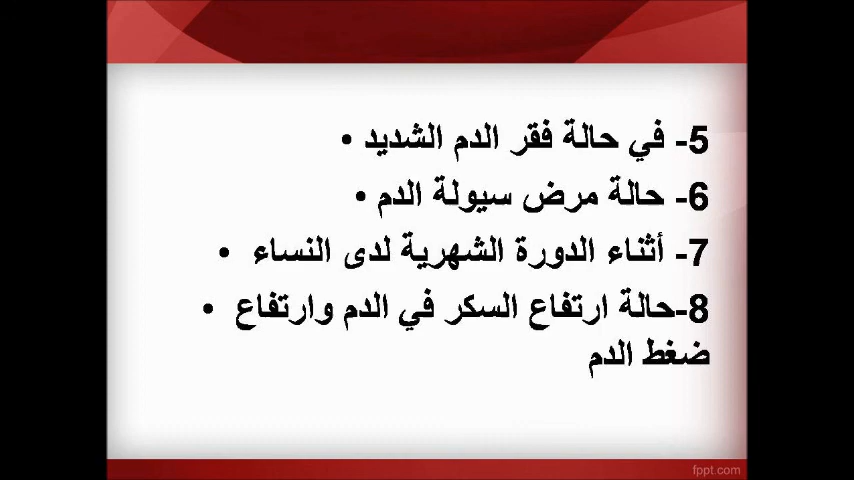 5- في حالة فقر الدم الشديد •
6- حالة مرض سيولة الدم •
7- أثناء الدورة الشهرية لدى النساء •
8-حالة ارتفاع السكر في الدم وارتفاع •
ضغط الدم
fppt.com